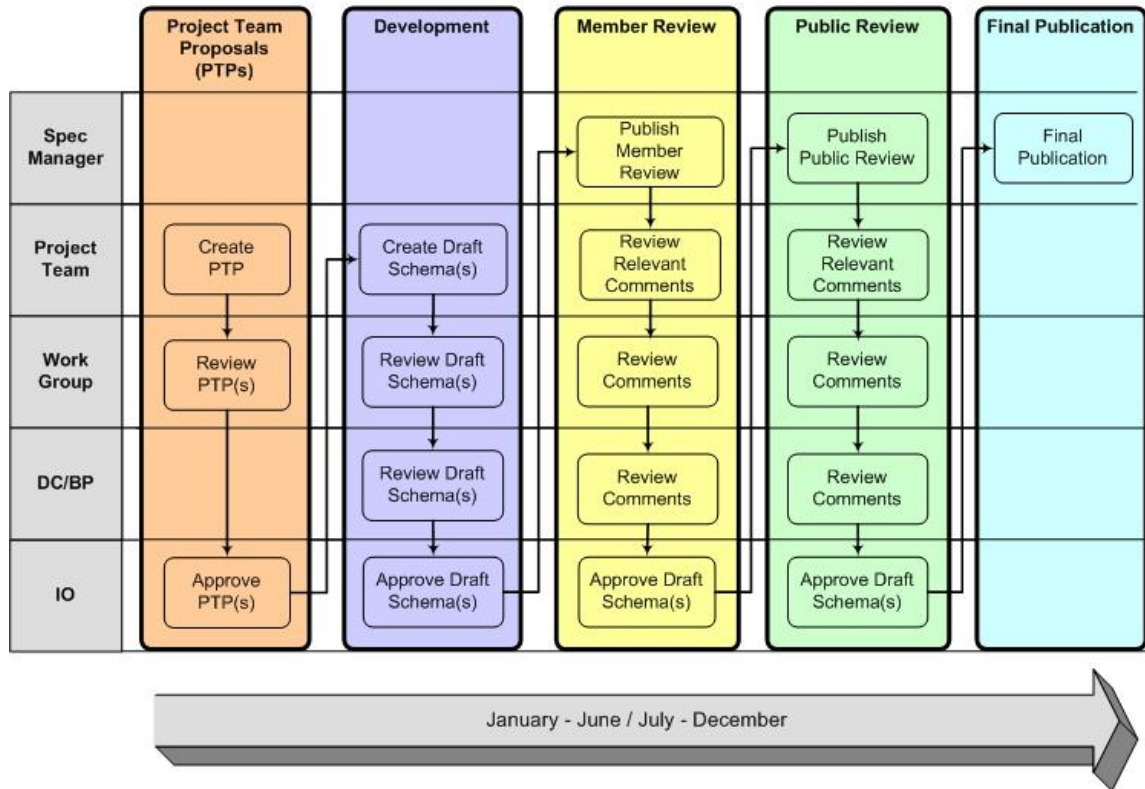 Project Team
Proposals
(PTPs)
Development
Member Review
Public Review
Final Publication
Spec
Manager
Publish
Member
Review
Publish
Public Review
Final
Publication
Project
Team
Create
PTP
Create Draft
Schema(s)
Review
Relevant
Comments
Review
Relevant
Comments
Work
Group
Review
PTP(s)
Review Draft
Schema(s)
Review
Comments
Review
Comments
DC/BP
Review Draft
Schema(s)
Review
Comments
Review
Comments
IO
Approve
PTP(s)
Approve Draft
Schema(s)
Approve Draft
Schema(s)
Approve Draft
Schema(s)
January - June / July - December